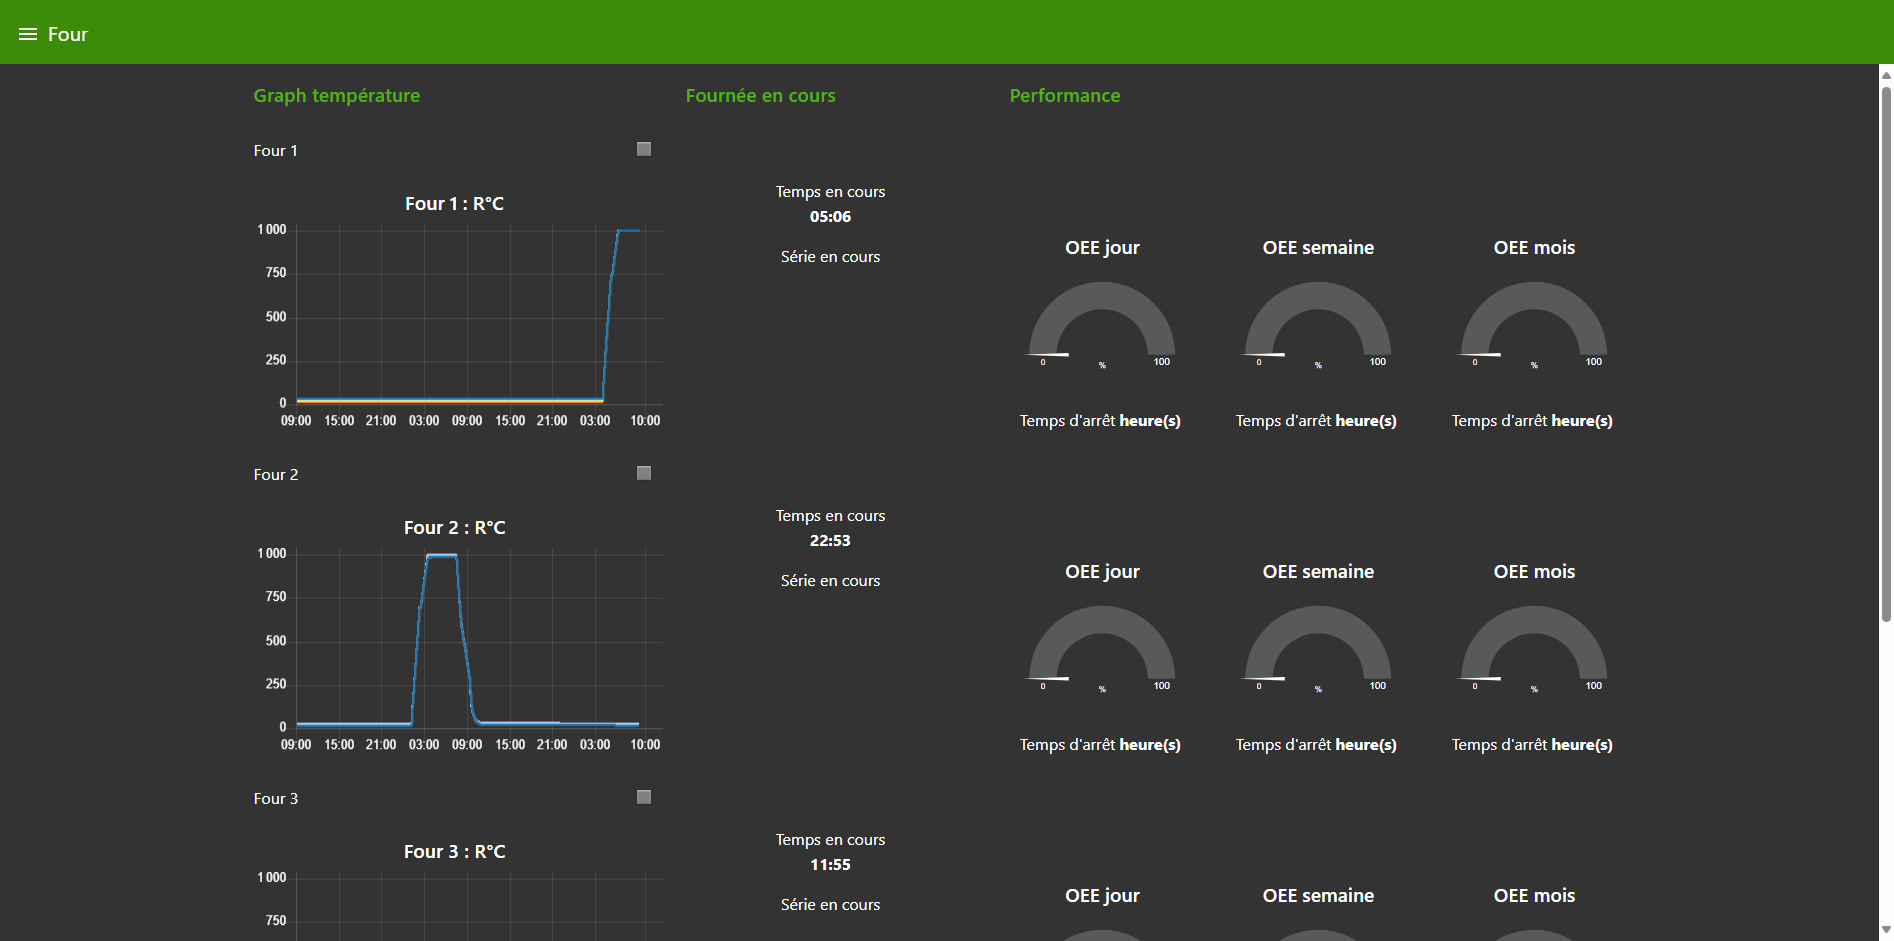 Four
Graph température
Fournée en cours
Performance
Four 1
Four 1 : R°C
1 000
750
500
250
0
09:00 15:00 21:00 03:00 09:00 15:00 21:00 03:00 10:00
Temps en cours
05:06
Série en cours
OEE jour
0 % 100
Temps d'arrêt heure(s)
OEE semaine
0 % 100
Temps d'arrêt heure(s)
OEE mois
0 % 100
Temps d'arrêt heure(s)
Four 2
Four 2 : R°C
1 000
750
500
250
0
09:00 15:00 21:00 03:00 09:00 15:00 21:00 03:00 10:00
Temps en cours
22:53
Série en cours
OEE jour
0 % 100
Temps d'arrêt heure(s)
OEE semaine
0 % 100
Temps d'arrêt heure(s)
OEE mois
0 % 100
Temps d'arrêt heure(s)
Four 3
Four 3 : R°C
1 000
750
Temps en cours
11:55
Série en cours
OEE jour
OEE semaine
OEE mois